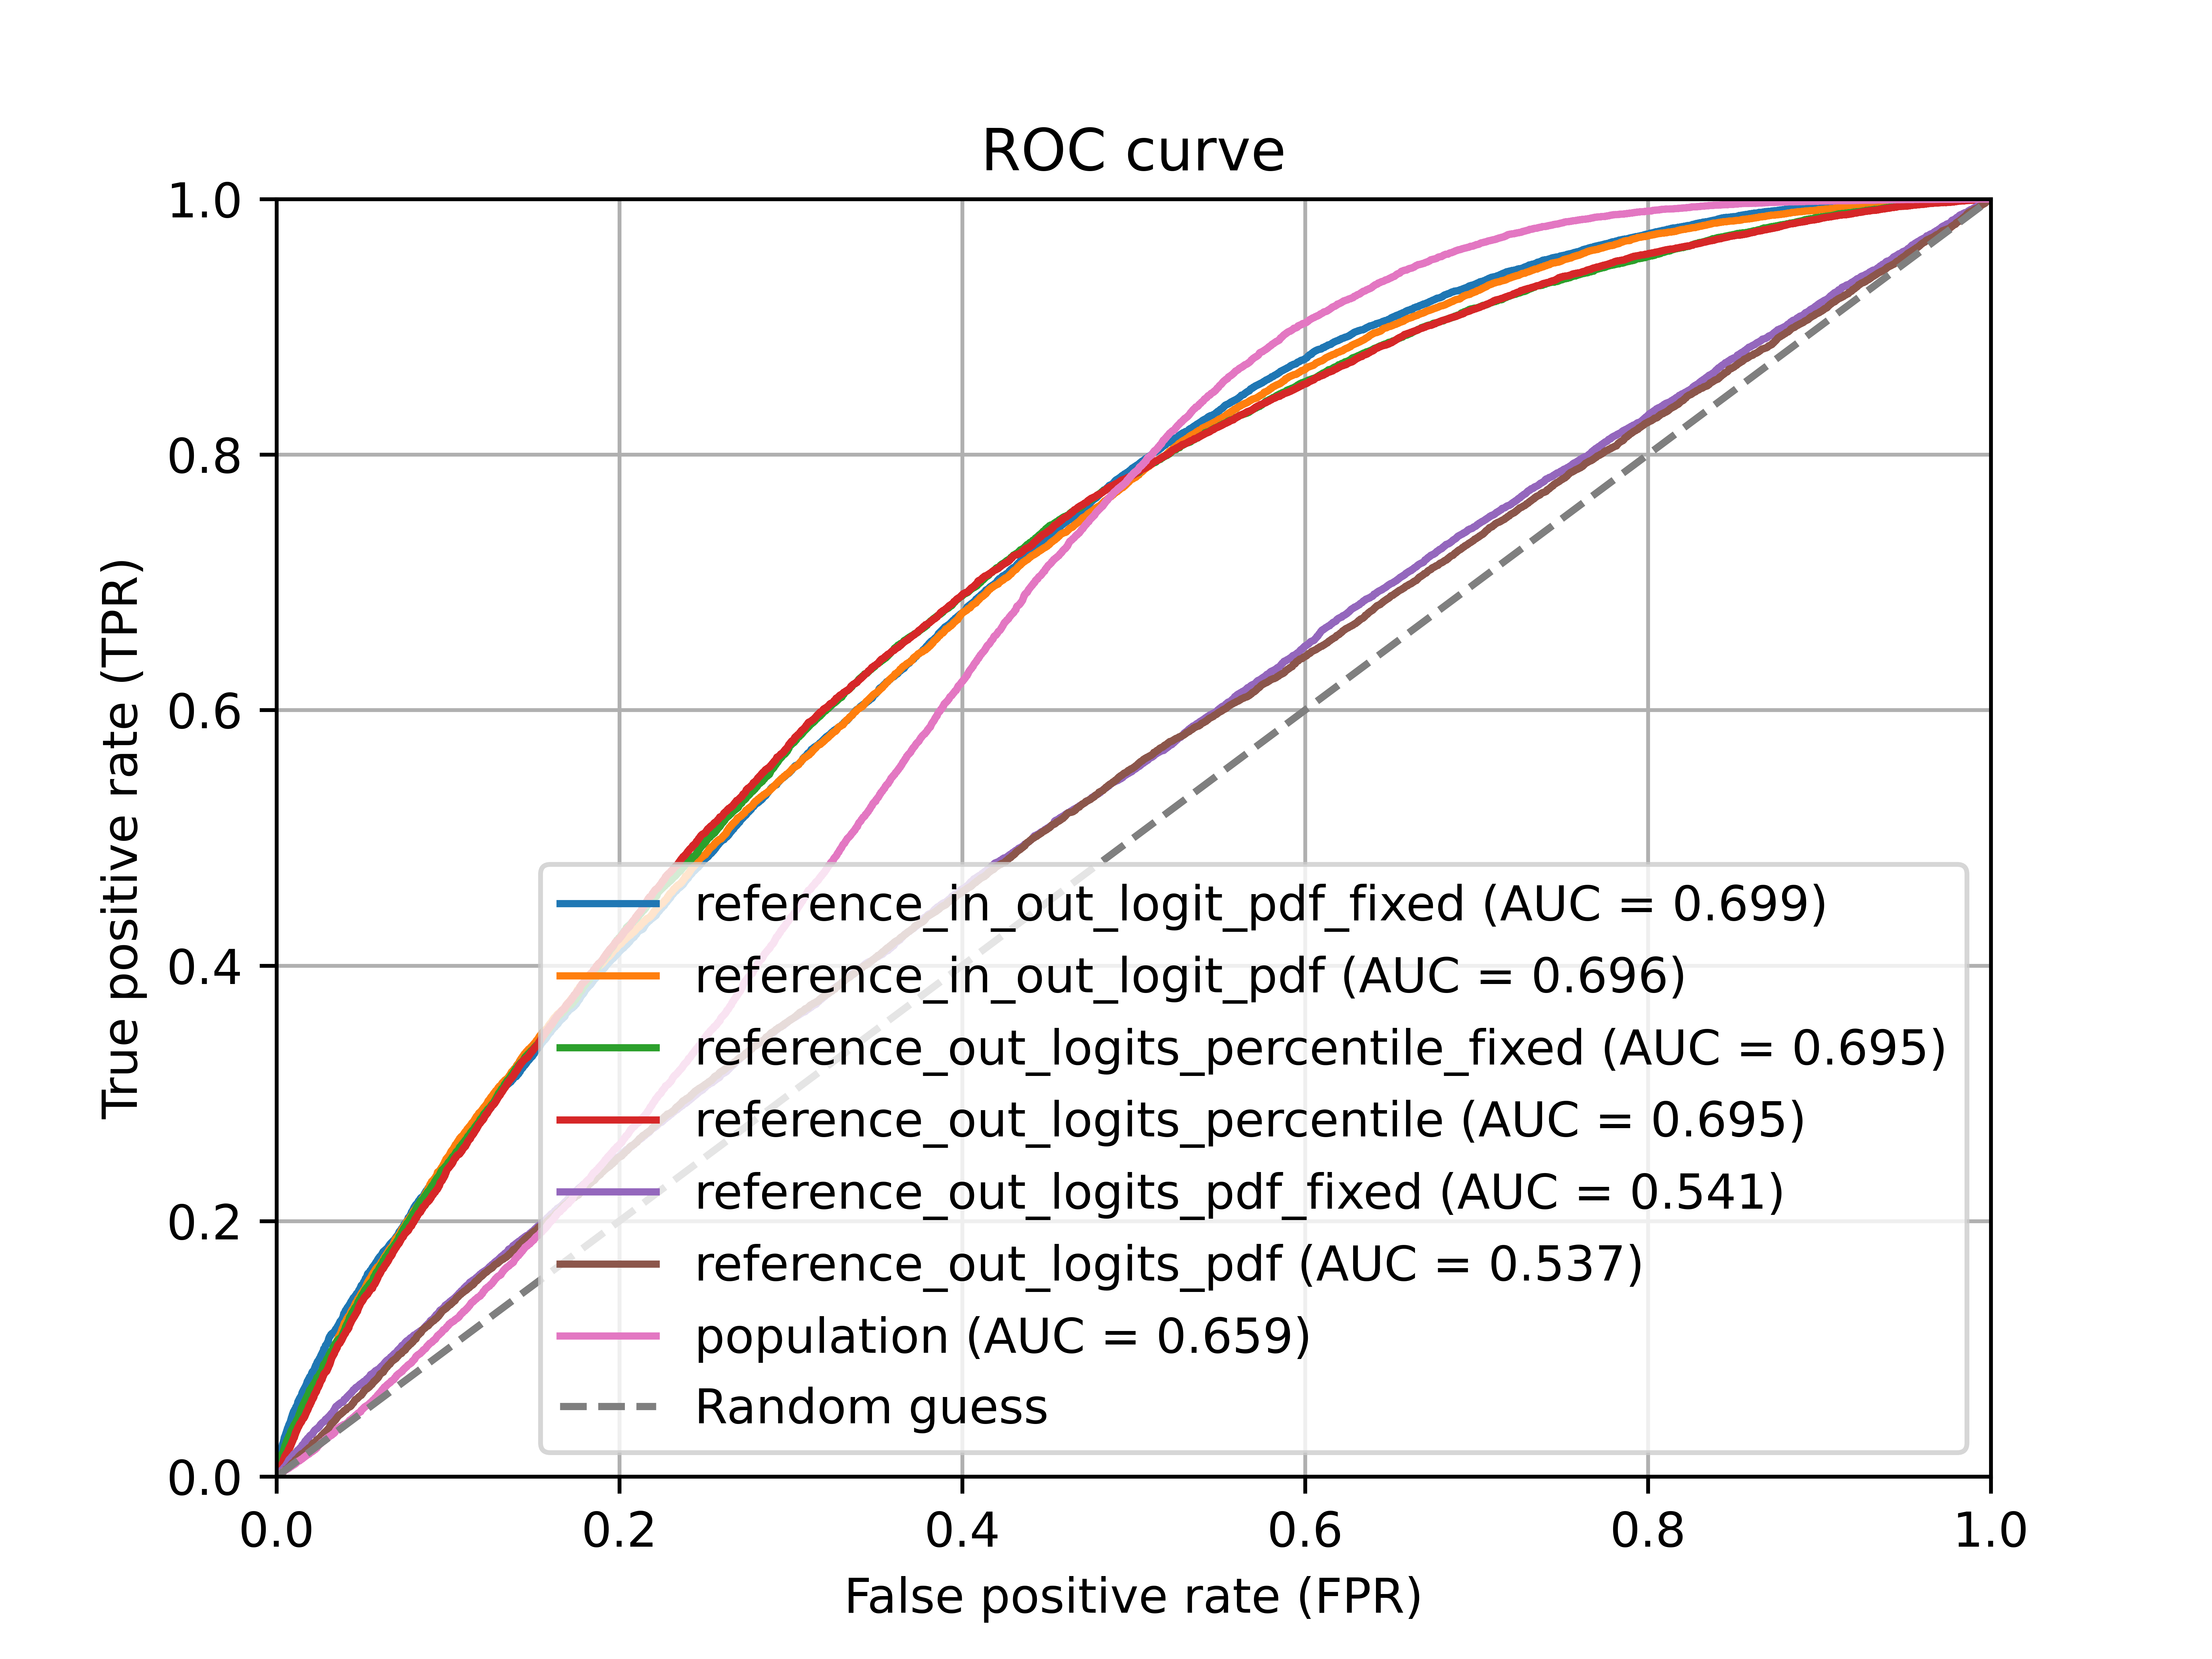 ROC curve
1.0
0.8
0.6
0.4
0.2
0.0
True positive rate (TPR)
reference_in_out_logit_pdf_fixed (AUC = 0.699)
reference_in_out_logit_pdf (AUC = 0.696)
reference_out_logits_percentile_fixed (AUC = 0.695)
reference_out_logits_percentile (AUC = 0.695)
reference_out_logits_pdf_fixed (AUC = 0.541)
reference_out_logits_pdf (AUC = 0.537)
population (AUC = 0.659)
Random guess
0.0 0.2 0.4 0.6 0.8 1.0
False positive rate (FPR)